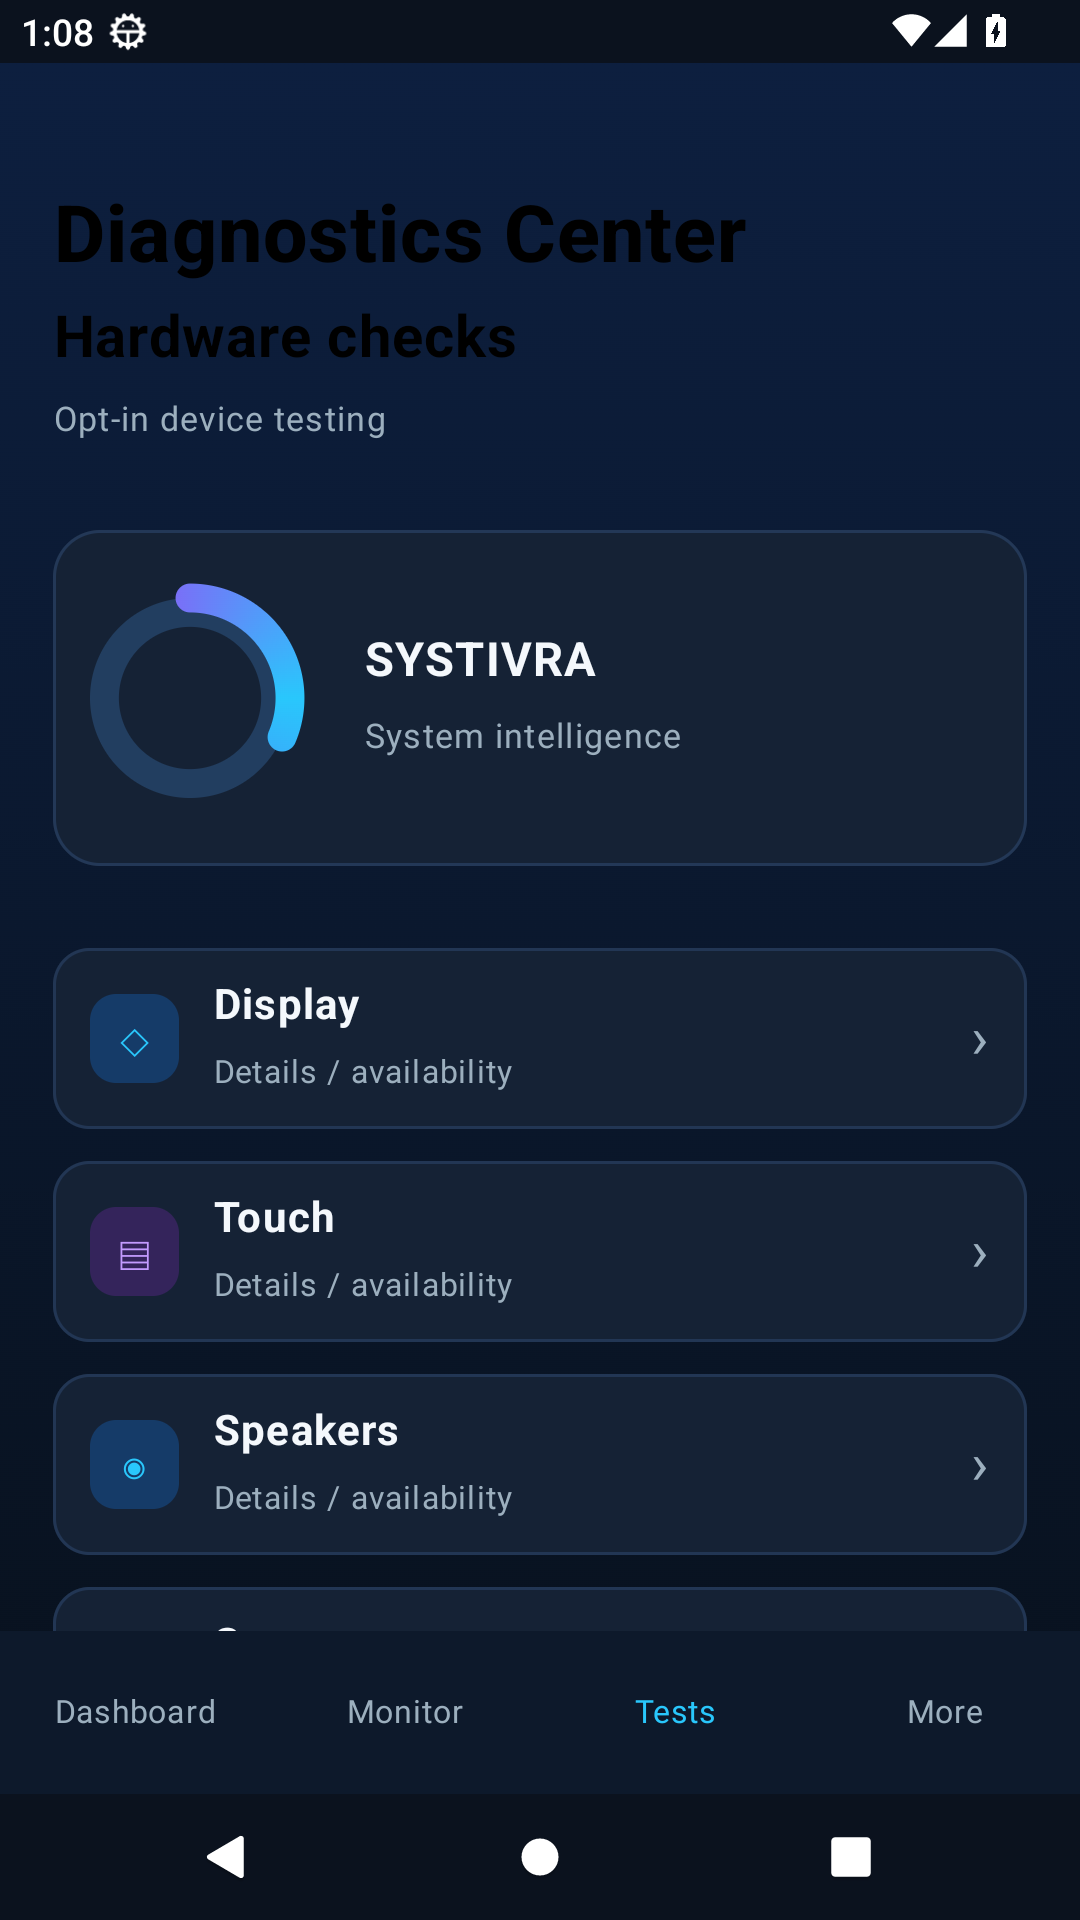 1:08
Diagnostics Center
Hardware checks
Opt-in device testing
SYSTIVRA
System intelligence
Display
Details / availability
Touch
Details / availability
Speakers
Details / availability
Dashboard
Monitor
Tests
More